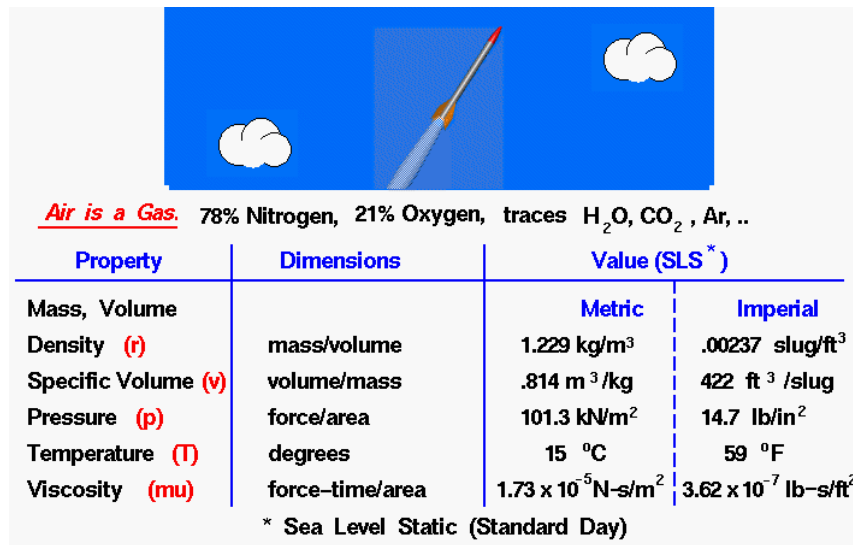 Air is a Gas. 78% Nitrogen, 21% Oxygen, traces H₂O, CO₂ , Ar, ..
Property Dimensions Value (SLS*)
Mass, Volume Metric Imperial
Density (r) mass/volume 1.229 kg/m³ .00237 slug/ft³
Specific Volume (v) volume/mass .814 m³/kg 422 ft³/slug
Pressure (p) force/area 101.3 kN/m² 14.7 lb/in²
Temperature (T) degrees 15 °C 59 °F
Viscosity (mu) force–time/area 1.73 x 10⁻⁵ N-s/m² 3.62 x 10⁻⁷ lb–s/ft²
* Sea Level Static (Standard Day)